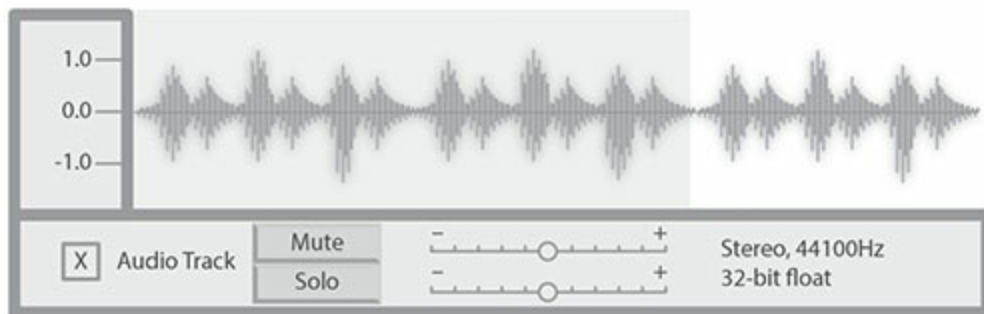 1.0
0.0
-1.0
X Audio Track
Mute
Solo
- +
- +
Stereo, 44100Hz
32-bit float